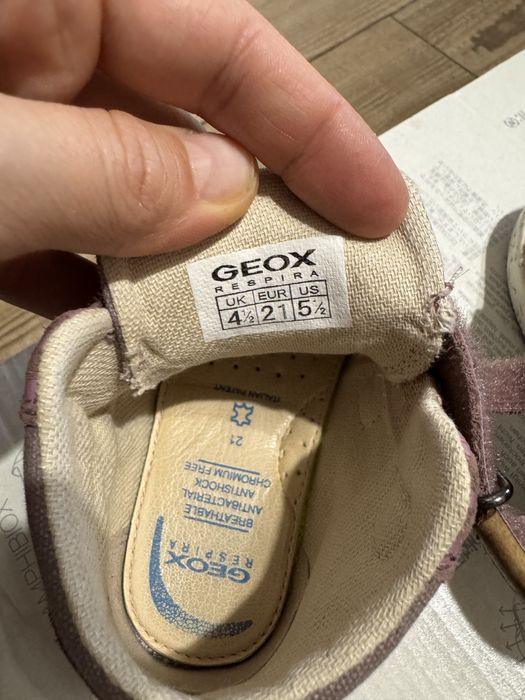 GEOX
RESPIRA
UK EUR US
4½ 21 5½
ITALIAN PATENT
21
CHROMIUM FREE
ANTISHOCK
ANTIBACTERIAL
BREATHABLE
GEOX
RESPIRA